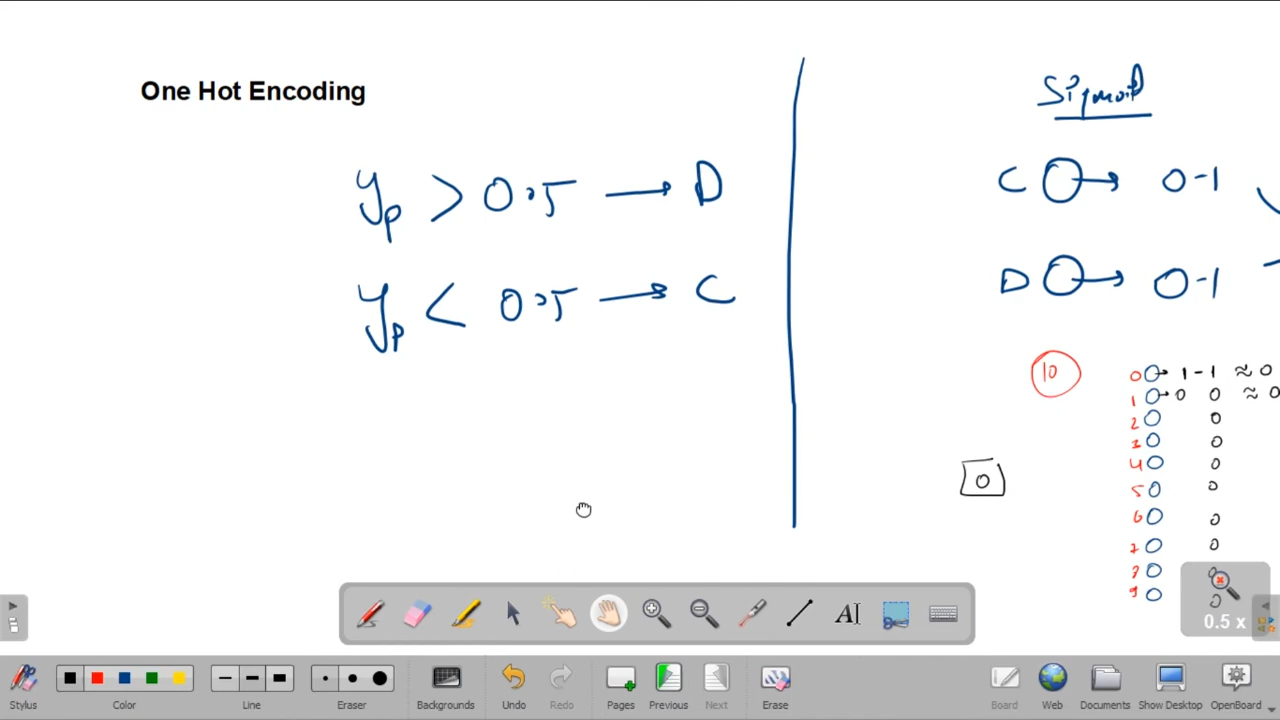 One Hot Encoding
yp > 0.5 → D
yp < 0.5 → C
Sigmoid
C → 0-1
D → 0-1
10
0 → 1 - 1 ≈ 0
1 → 0 0 ≈ 0
2 0
3 0
4 0
5 0
6 0
7 0
8
9
0
0.5 x
Stylus
Color
Line
Eraser
Backgrounds
Undo
Redo
Pages
Previous
Next
Erase
Board
Web
Documents
Show Desktop
OpenBoard